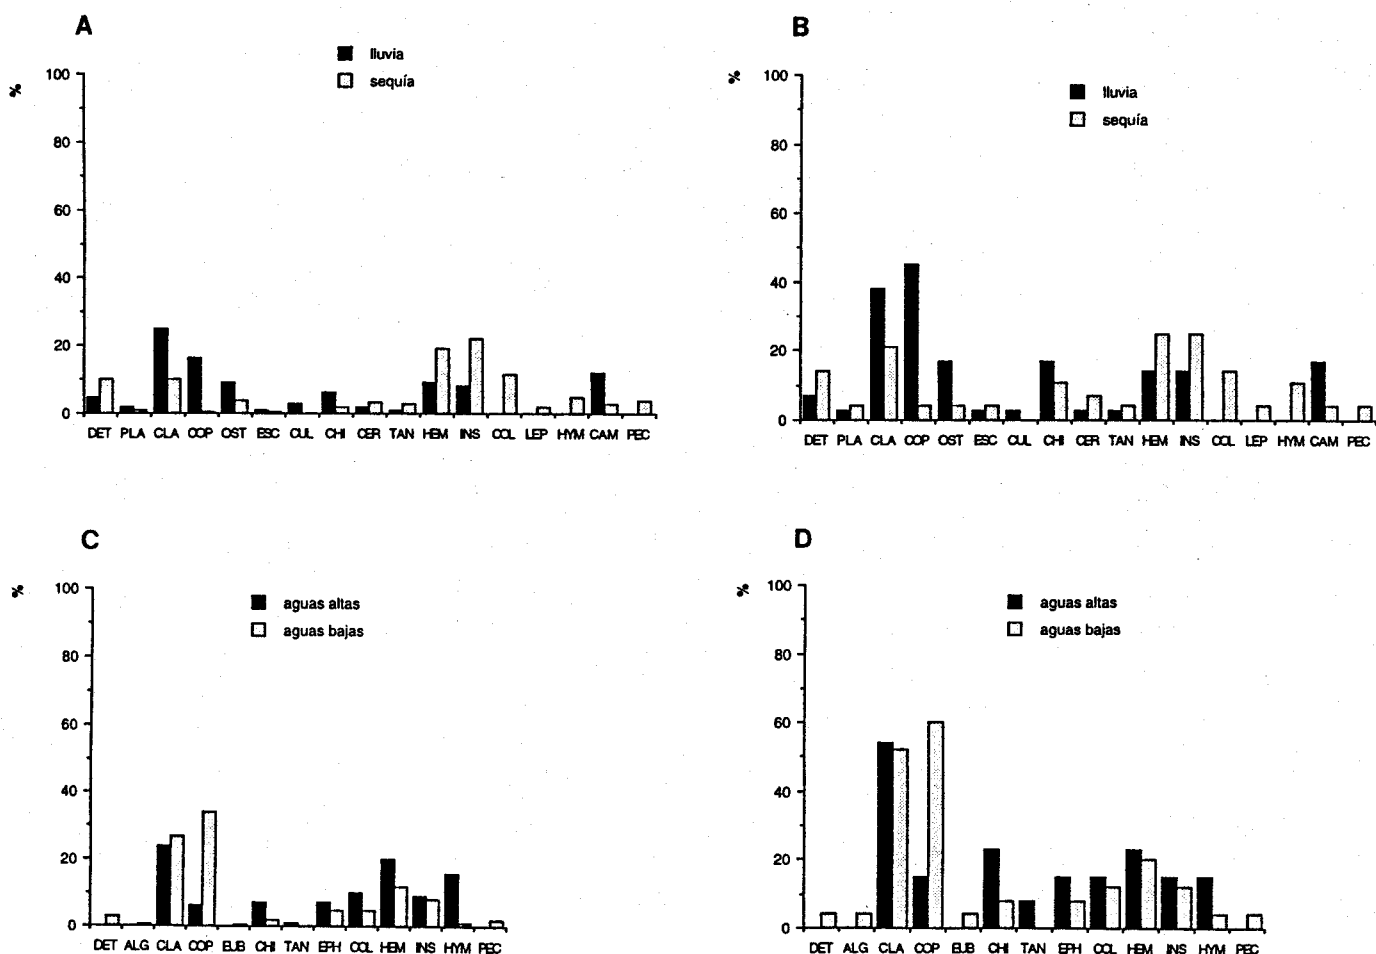 A
lluvia
sequía
%
100
80
60
40
20
0
DET PLA CLA COP OST ESC CUL CHI CER TAN HEM INS COL LEP HYM CAM PEC
B
lluvia
sequía
%
100
80
60
40
20
0
DET PLA CLA COP OST ESC CUL CHI CER TAN HEM INS COL LEP HYM CAM PEC
C
aguas altas
aguas bajas
%
100
80
60
40
20
0
DET ALG CLA COP EUB CHI TAN EPH COL HEM INS HYM PEC
D
aguas altas
aguas bajas
%
100
80
60
40
20
0
DET ALG CLA COP EUB CHI TAN EPH COL HEM INS HYM PEC